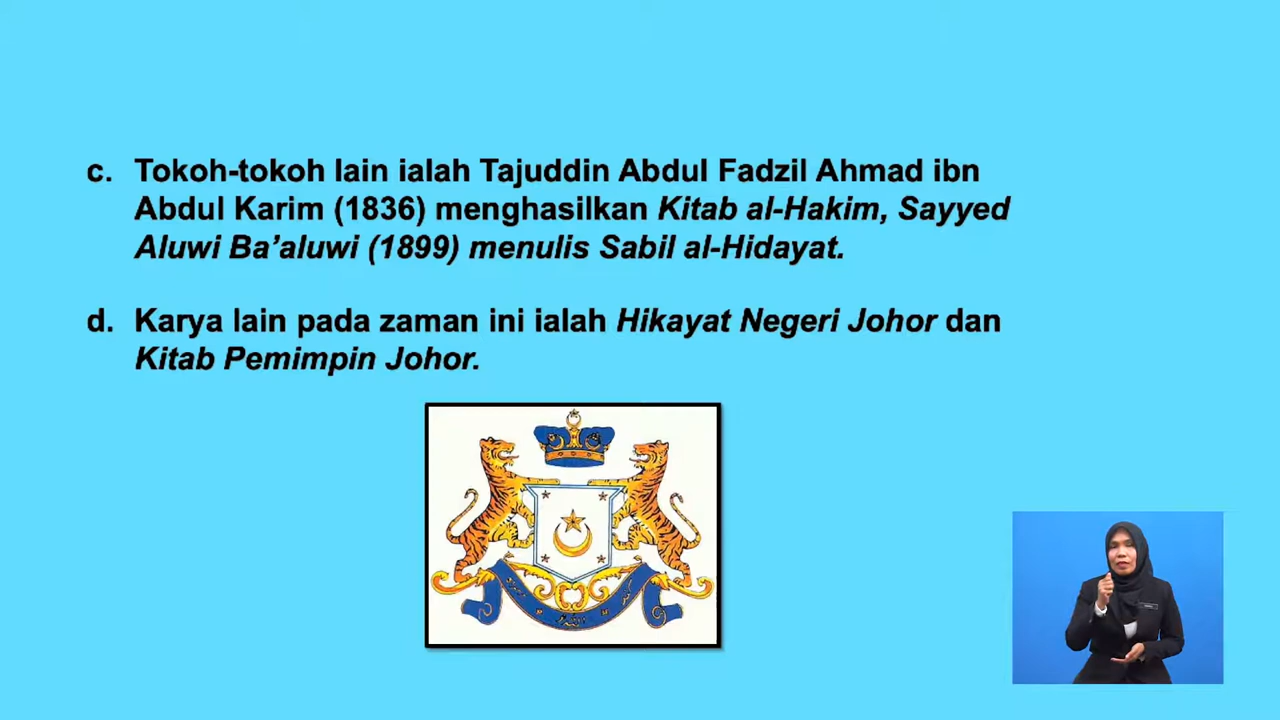 c. Tokoh-tokoh lain ialah Tajuddin Abdul Fadzil Ahmad ibn
Abdul Karim (1836) menghasilkan Kitab al-Hakim, Sayyed
Aluwi Ba’aluwi (1899) menulis Sabil al-Hidayat.
d. Karya lain pada zaman ini ialah Hikayat Negeri Johor dan
Kitab Pemimpin Johor.